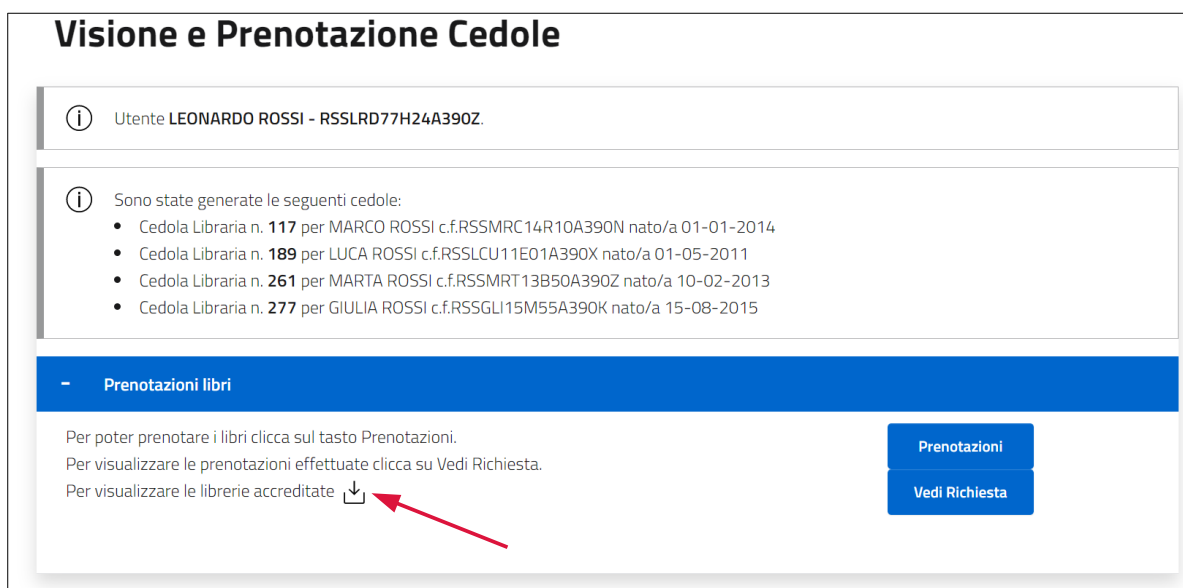 Visione e Prenotazione Cedole
Utente LEONARDO ROSSI - RSSLRD77H24A390Z.
Sono state generate le seguenti cedole:
• Cedola Libraria n. 117 per MARCO ROSSI c.f.RSSMRC14R10A390N nato/a 01-01-2014
• Cedola Libraria n. 189 per LUCA ROSSI c.f.RSSLCU11E01A390X nato/a 01-05-2011
• Cedola Libraria n. 261 per MARTA ROSSI c.f.RSSMRT13B50A390Z nato/a 10-02-2013
• Cedola Libraria n. 277 per GIULIA ROSSI c.f.RSSGLI15M55A390K nato/a 15-08-2015
- Prenotazioni libri
Per poter prenotare i libri clicca sul tasto Prenotazioni.
Per visualizzare le prenotazioni effettuate clicca su Vedi Richiesta.
Per visualizzare le librerie accreditate
Prenotazioni
Vedi Richiesta